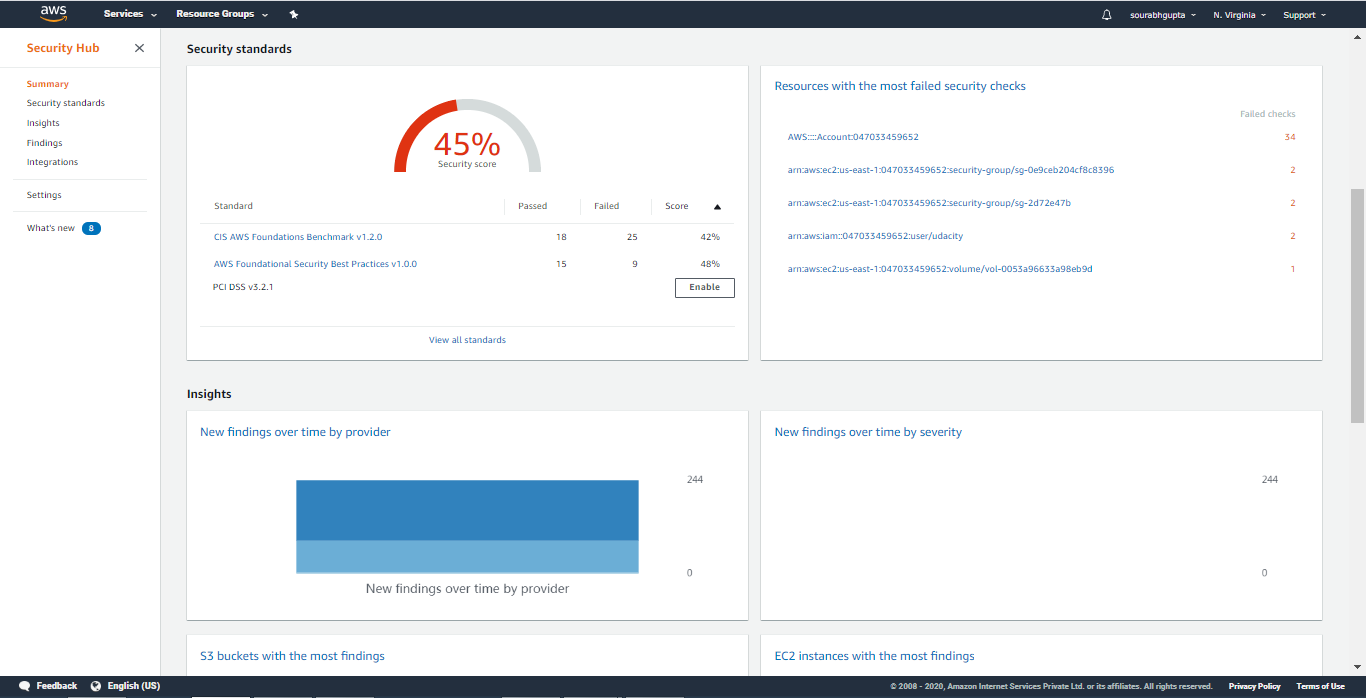 aws Services Resource Groups sourabhgupta N. Virginia Support
Security Hub
Summary
Security standards
Insights
Findings
Integrations
Settings
What's new 8
Security standards
45%
Security score
Standard Passed Failed Score
CIS AWS Foundations Benchmark v1.2.0 18 25 42%
AWS Foundational Security Best Practices v1.0.0 15 9 48%
PCI DSS v3.2.1 Enable
View all standards
Resources with the most failed security checks
Failed checks
AWS::::Account:047033459652 34
arn:aws:ec2:us-east-1:047033459652:security-group/sg-0e9ceb204cf8c8396 2
arn:aws:ec2:us-east-1:047033459652:security-group/sg-2d72e47b 2
arn:aws:iam::047033459652:user/udacity 2
arn:aws:ec2:us-east-1:047033459652:volume/vol-0053a96633a98eb9d 1
Insights
New findings over time by provider
244
0
New findings over time by provider
New findings over time by severity
244
0
S3 buckets with the most findings
EC2 instances with the most findings
Feedback English (US) © 2008 - 2020, Amazon Internet Services Private Ltd. or its affiliates. All rights reserved. Privacy Policy Terms of Use